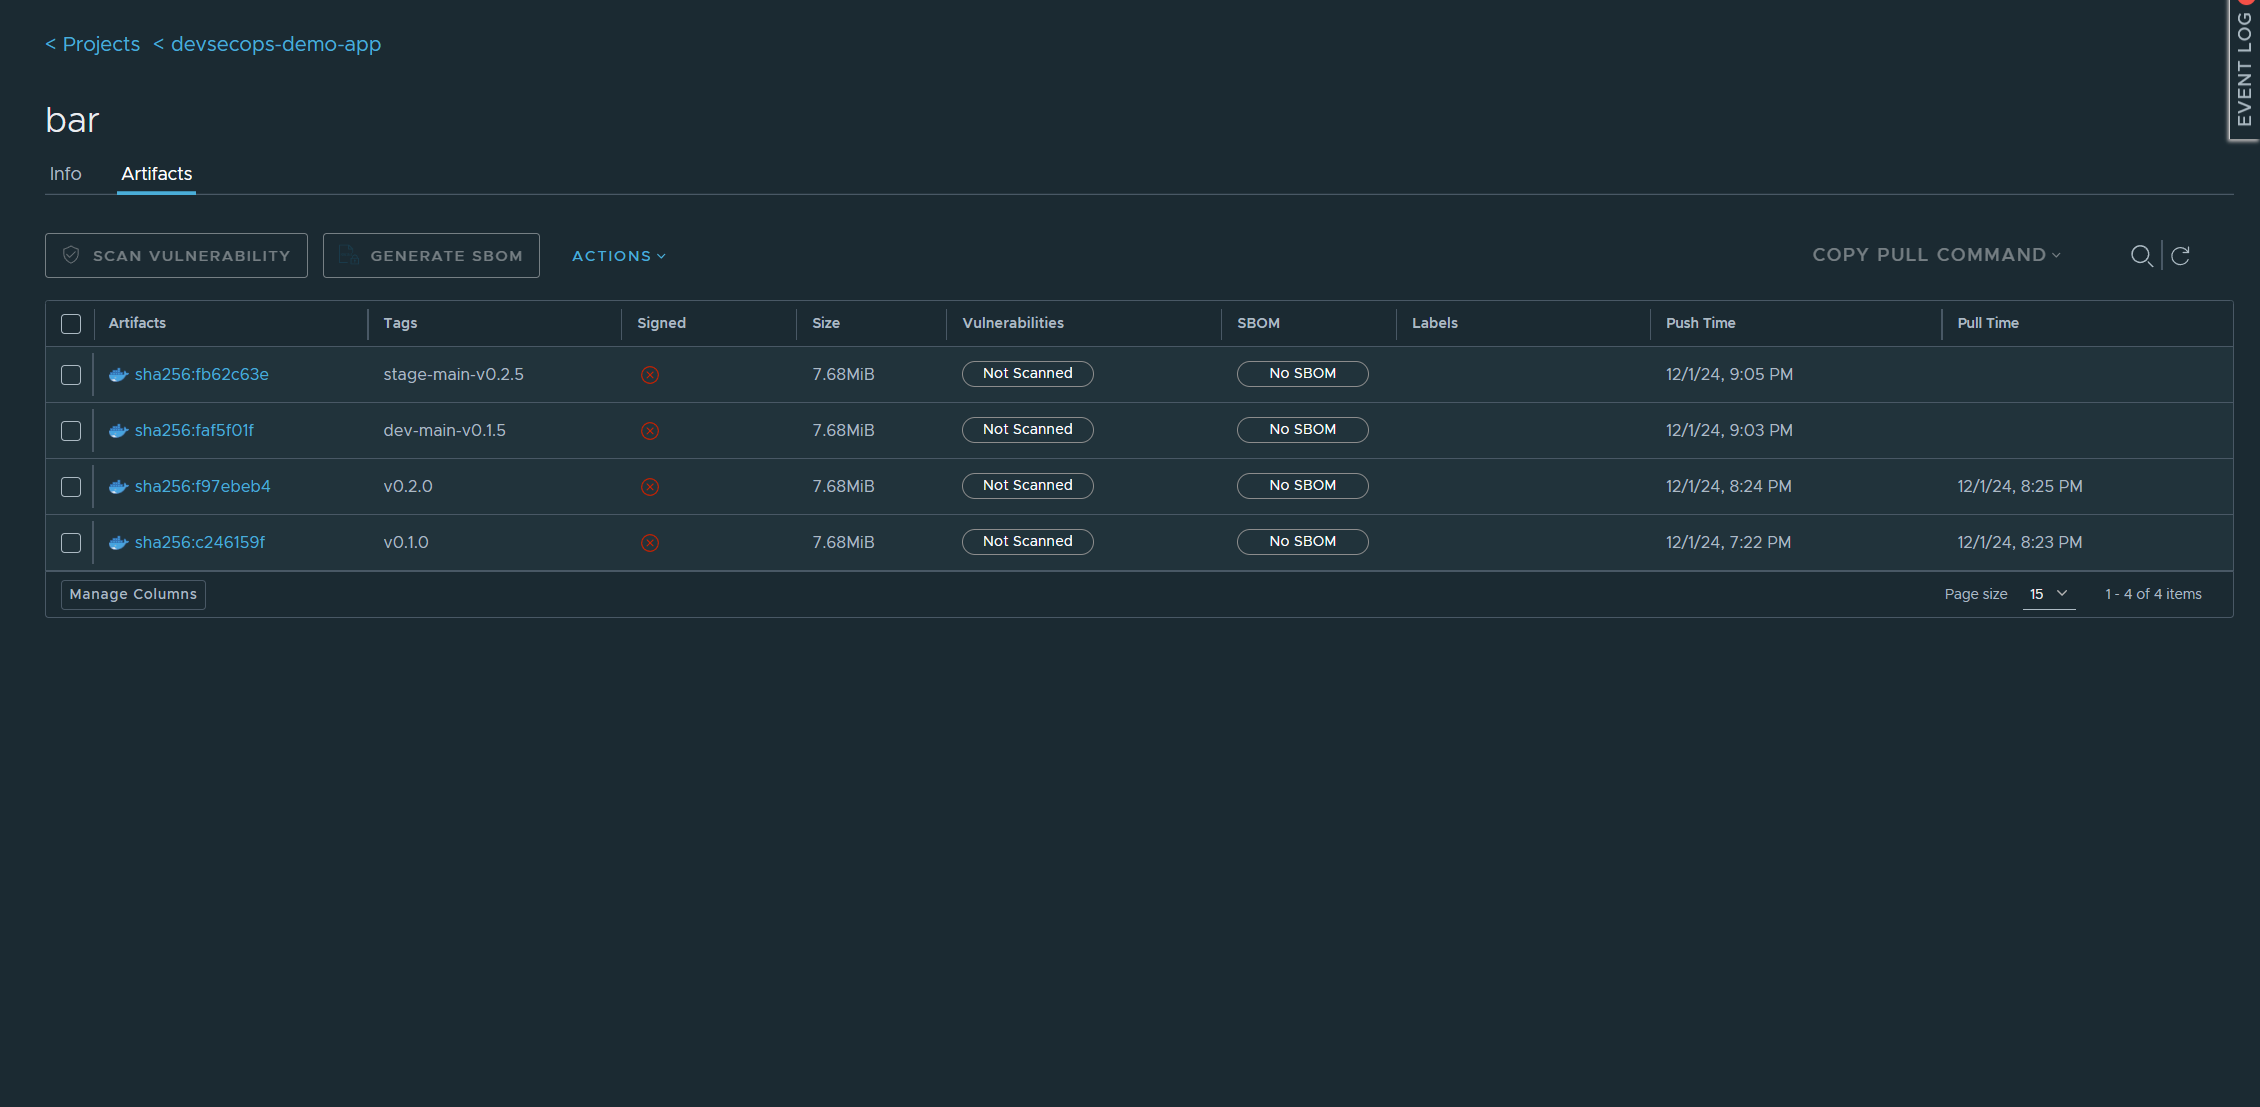 < Projects < devsecops-demo-app
EVENT LOG
bar
Info Artifacts
SCAN VULNERABILITY GENERATE SBOM ACTIONS COPY PULL COMMAND
Artifacts Tags Signed Size Vulnerabilities SBOM Labels Push Time Pull Time
sha256:fb62c63e stage-main-v0.2.5 7.68MiB Not Scanned No SBOM 12/1/24, 9:05 PM
sha256:faf5f01f dev-main-v0.1.5 7.68MiB Not Scanned No SBOM 12/1/24, 9:03 PM
sha256:f97ebeb4 v0.2.0 7.68MiB Not Scanned No SBOM 12/1/24, 8:24 PM 12/1/24, 8:25 PM
sha256:c246159f v0.1.0 7.68MiB Not Scanned No SBOM 12/1/24, 7:22 PM 12/1/24, 8:23 PM
Manage Columns Page size 15 1 - 4 of 4 items